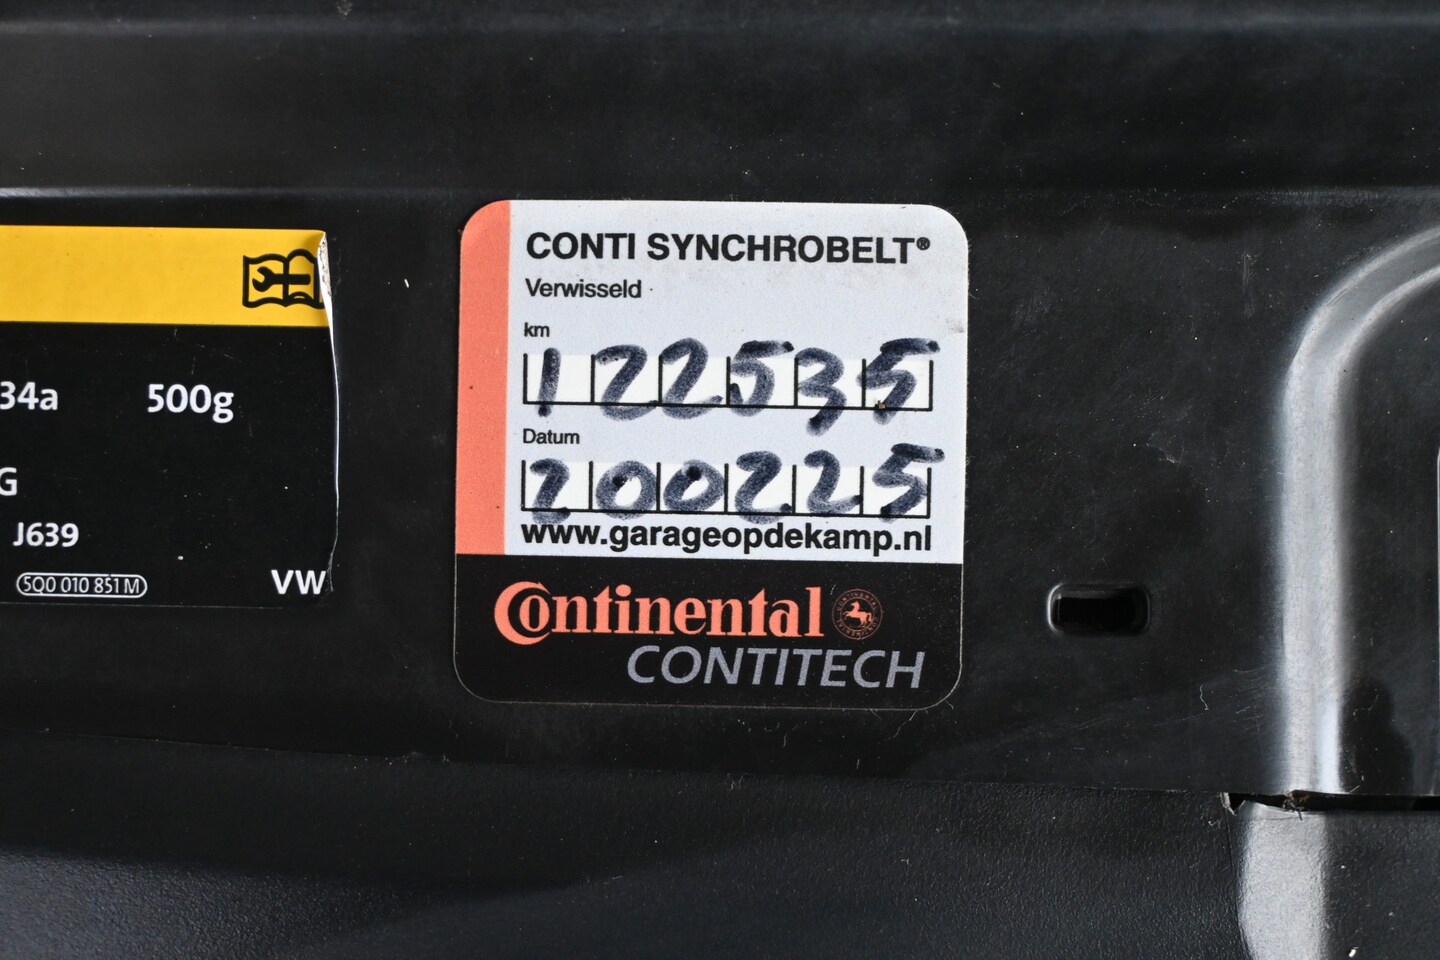 34a 500g
G
J639
5Q0 010 851 M
VW
CONTI SYNCHROBELT®
Verwisseld
km
122535
Datum
200225
www.garageopdekamp.nl
Continental
CONTITECH